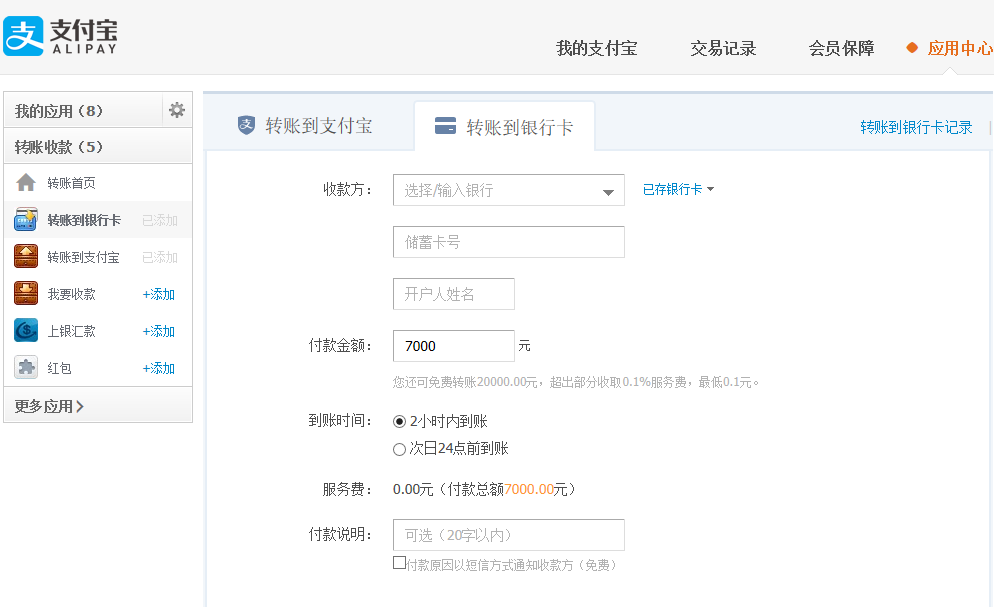 支付宝
ALIPAY
我的支付宝 交易记录 会员保障 应用中心
我的应用（8）
转账收款（5）
转账首页
转账到银行卡 已添加
转账到支付宝 已添加
我要收款 +添加
上银汇款 +添加
红包 +添加
更多应用
转账到支付宝 转账到银行卡 转账到银行卡记录
收款方： 选择/输入银行 已存银行卡
储蓄卡号
开户人姓名
付款金额： 7000 元
您还可免费转账20000.00元，超出部分收取0.1%服务费，最低0.1元。
到账时间： 2小时内到账
次日24点前到账
服务费： 0.00元（付款总额7000.00元）
付款说明： 可选（20字以内）
付款原因以短信方式通知收款方（免费）